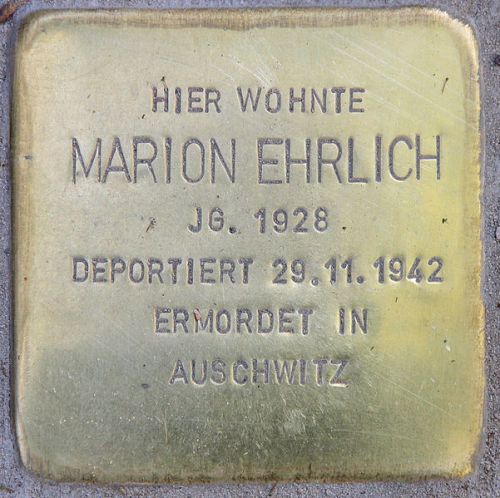 HIER WOHNTE
MARION EHRLICH
JG. 1928
DEPORTIERT 29.11.1942
ERMORDET IN
AUSCHWITZ